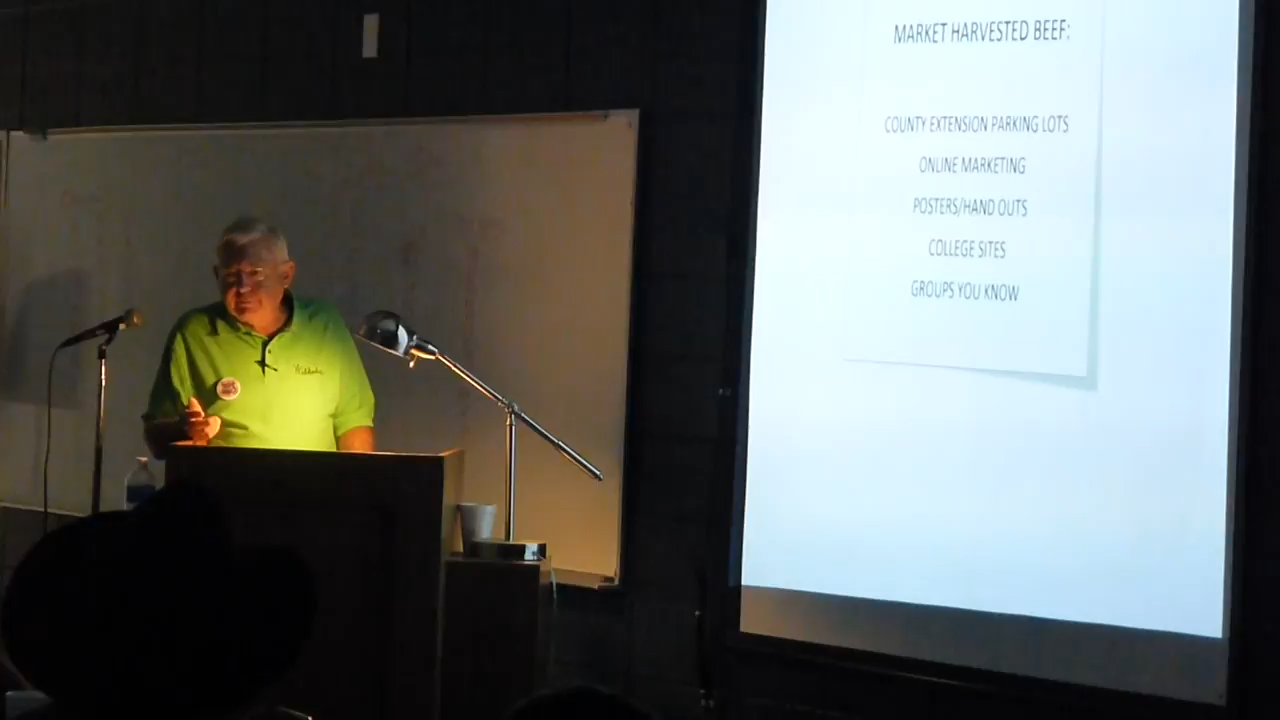 MARKET HARVESTED BEEF:
COUNTY EXTENSION PARKING LOTS
ONLINE MARKETING
POSTERS/HAND OUTS
COLLEGE SITES
GROUPS YOU KNOW